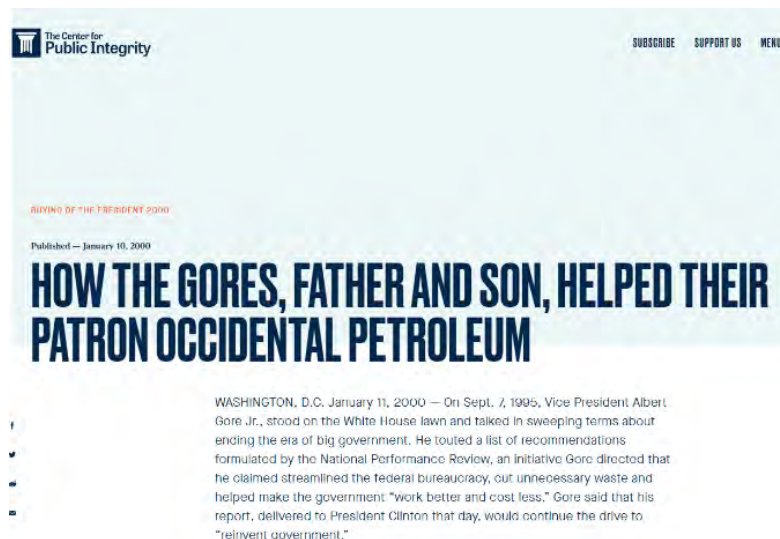 The Center for
Public Integrity
SUBSCRIBE SUPPORT US MENU
BUYING OF THE PRESIDENT 2000
Published — January 10, 2000
HOW THE GORES, FATHER AND SON, HELPED THEIR
PATRON OCCIDENTAL PETROLEUM
WASHINGTON, D.C. January 11, 2000 — On Sept. 7, 1995, Vice President Albert
Gore Jr., stood on the White House lawn and talked in sweeping terms about
ending the era of big government. He touted a list of recommendations
formulated by the National Performance Review, an initiative Gore directed that
he claimed streamlined the federal bureaucracy, cut unnecessary waste and
helped make the government “work better and cost less.” Gore said that his
report, delivered to President Clinton that day, would continue the drive to
“reinvent government.”